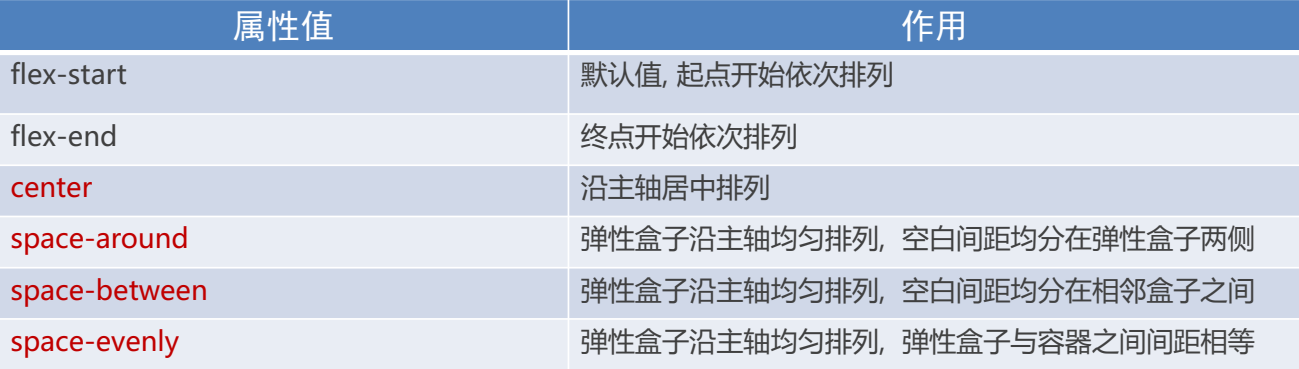 属性值 作用
flex-start 默认值, 起点开始依次排列
flex-end 终点开始依次排列
center 沿主轴居中排列
space-around 弹性盒子沿主轴均匀排列, 空白间距均分在弹性盒子两侧
space-between 弹性盒子沿主轴均匀排列, 空白间距均分在相邻盒子之间
space-evenly 弹性盒子沿主轴均匀排列, 弹性盒子与容器之间间距相等